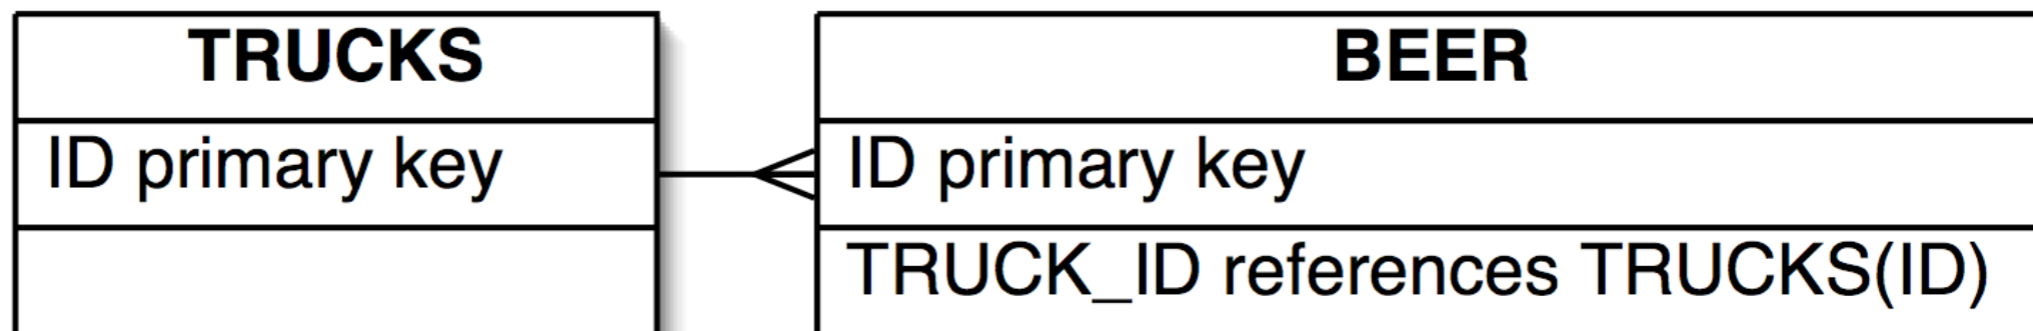 TRUCKS
ID primary key
BEER
ID primary key
TRUCK_ID references TRUCKS(ID)